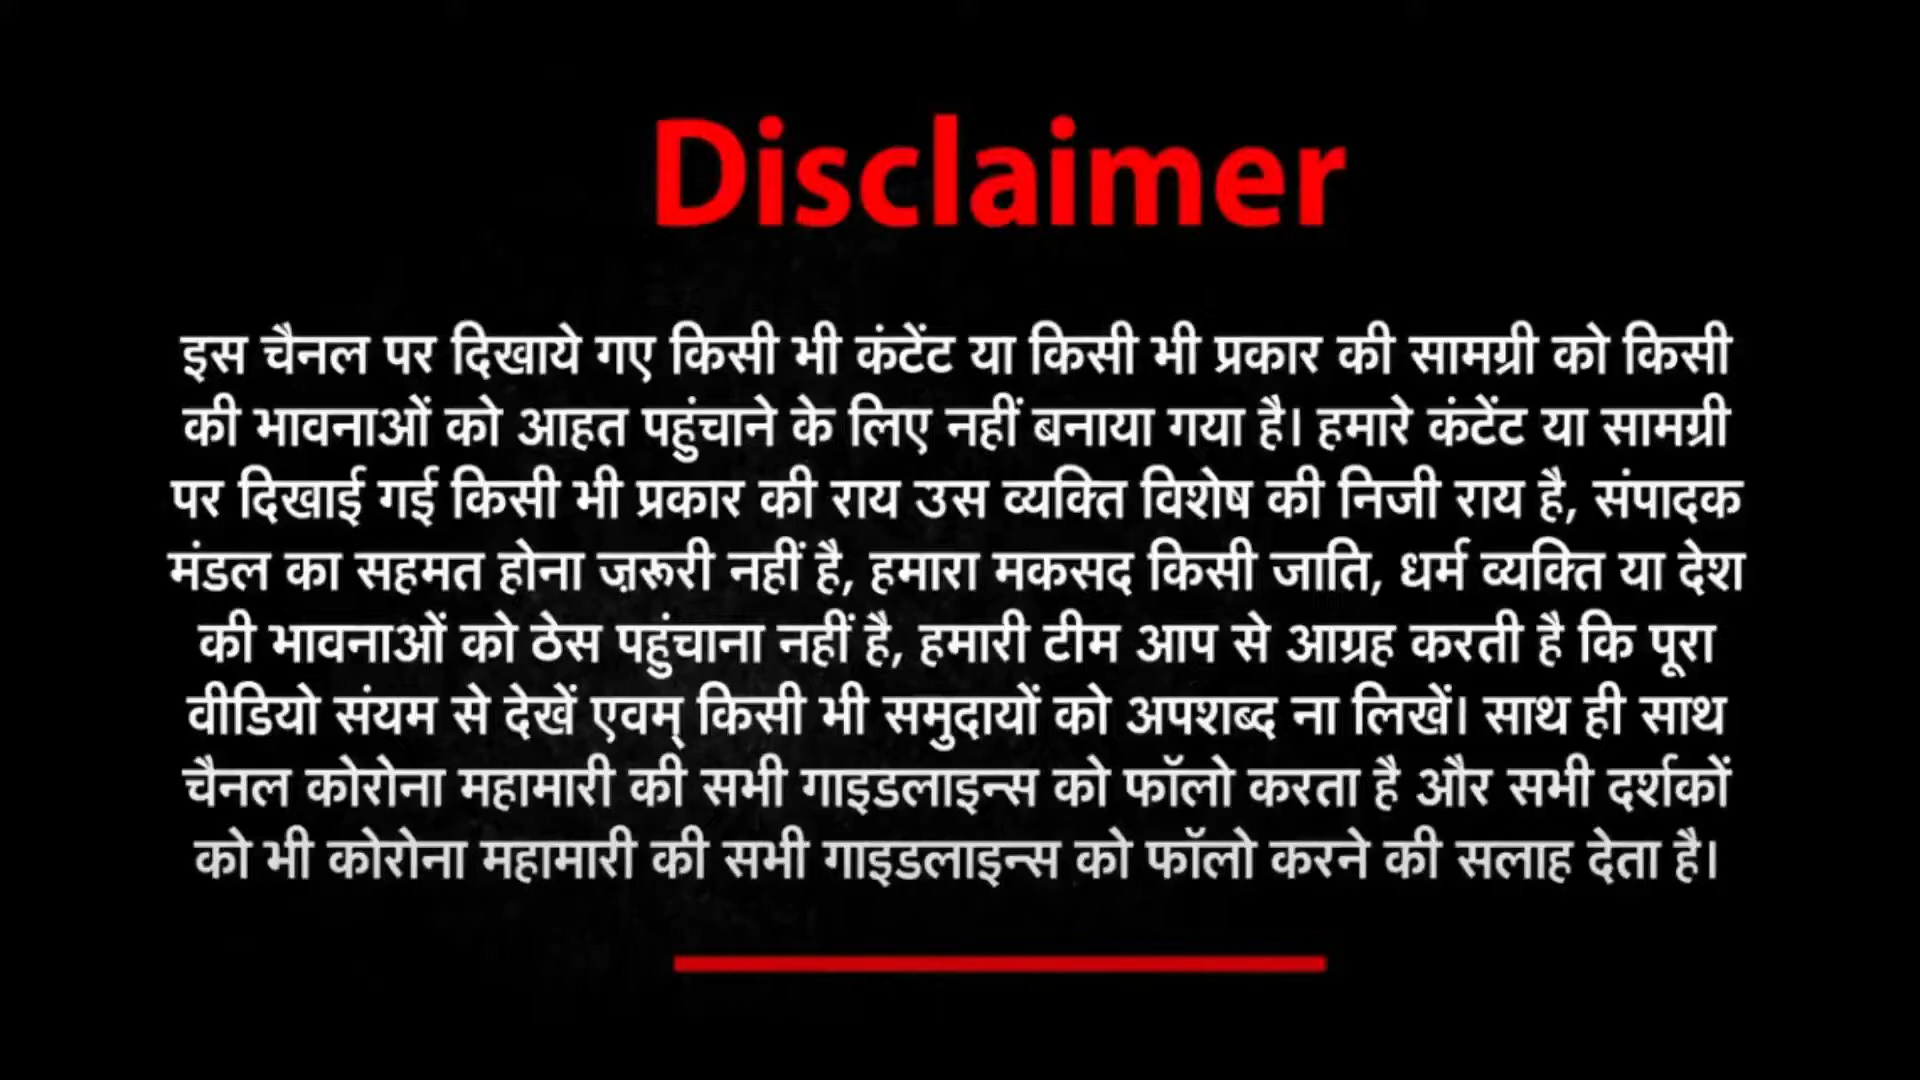 Disclaimer
इस चैनल पर दिखाये गए किसी भी कंटेंट या किसी भी प्रकार की सामग्री को किसी
की भावनाओं को आहत पहुंचाने के लिए नहीं बनाया गया है। हमारे कंटेंट या सामग्री
पर दिखाई गई किसी भी प्रकार की राय उस व्यक्ति विशेष की निजी राय है, संपादक
मंडल का सहमत होना ज़रूरी नहीं है, हमारा मकसद किसी जाति, धर्म व्यक्ति या देश
की भावनाओं को ठेस पहुंचाना नहीं है, हमारी टीम आप से आग्रह करती है कि पूरा
वीडियो संयम से देखें एवम् किसी भी समुदायों को अपशब्द ना लिखें। साथ ही साथ
चैनल कोरोना महामारी की सभी गाइडलाइन्स को फॉलो करता है और सभी दर्शकों
को भी कोरोना महामारी की सभी गाइडलाइन्स को फॉलो करने की सलाह देता है।